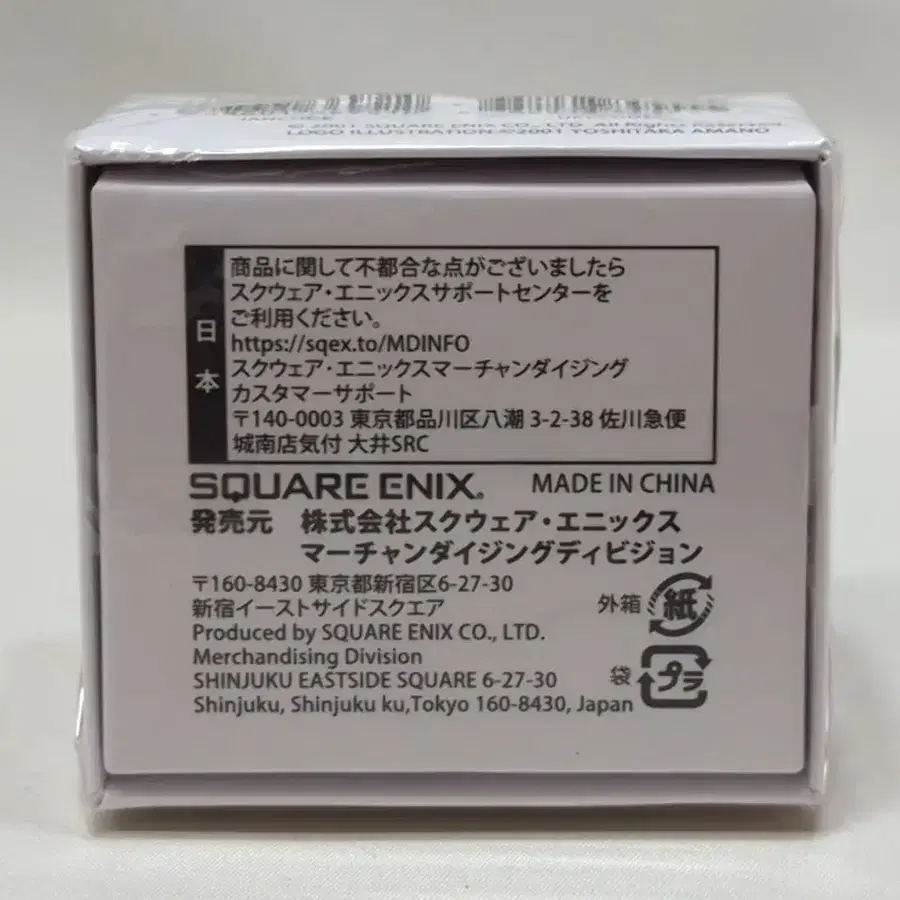 © 2001 SQUARE ENIX CO., LTD. All Rights Reserved.
LOGO ILLUSTRATION ©2001 YOSHITAKA AMANO
日本
商品に関して不都合な点がございましたら
スクウェア・エニックスサポートセンターを
ご利用ください。
https://sqex.to/MDINFO
スクウェア・エニックスマーチャンダイジング
カスタマーサポート
〒140-0003 東京都品川区八潮 3-2-38 佐川急便
城南店気付 大井SRC
SQUARE ENIX® MADE IN CHINA
発売元 株式会社スクウェア・エニックス
マーチャンダイジングディビジョン
〒160-8430 東京都新宿区6-27-30
新宿イーストサイドスクエア
Produced by SQUARE ENIX CO., LTD.
Merchandising Division
SHINJUKU EASTSIDE SQUARE 6-27-30
Shinjuku, Shinjuku ku,Tokyo 160-8430, Japan
外箱 紙
袋 プラ